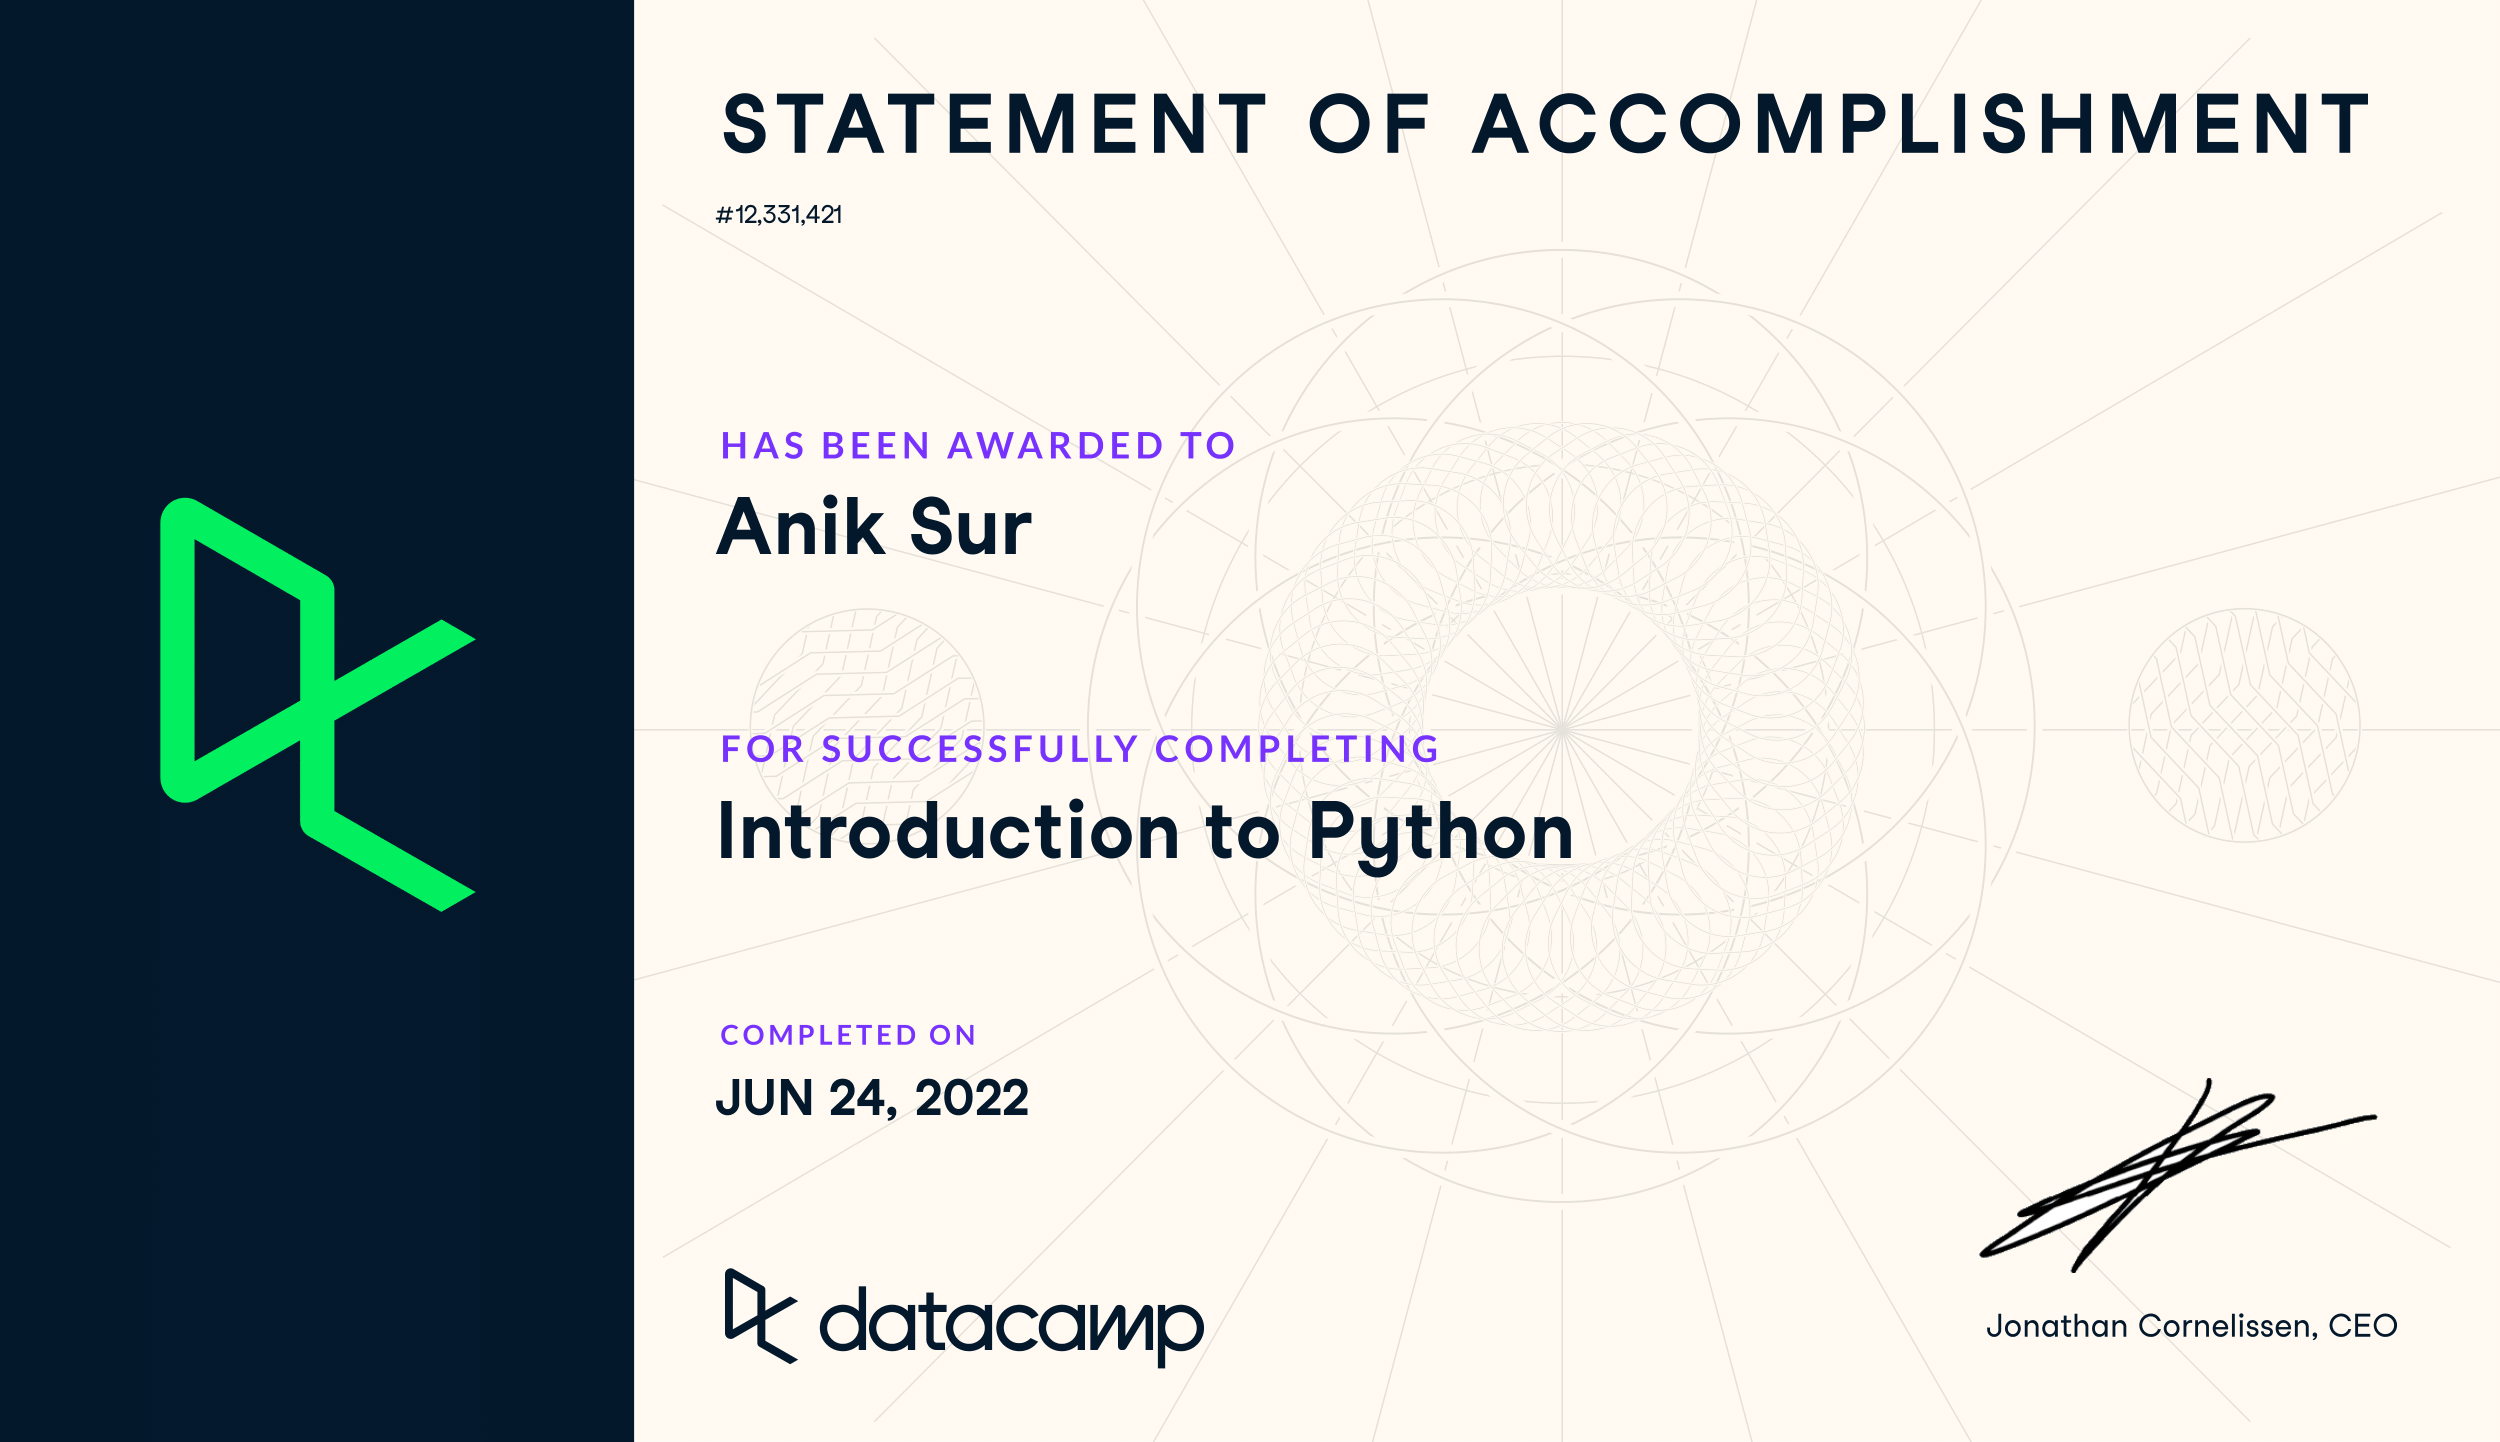 STATEMENT OF ACCOMPLISHMENT
#12,331,421
HAS BEEN AWARDED TO
Anik Sur
FOR SUCCESSFULLY COMPLETING
Introduction to Python
COMPLETED ON
JUN 24, 2022
datacamp
Jonathan Cornelissen, CEO